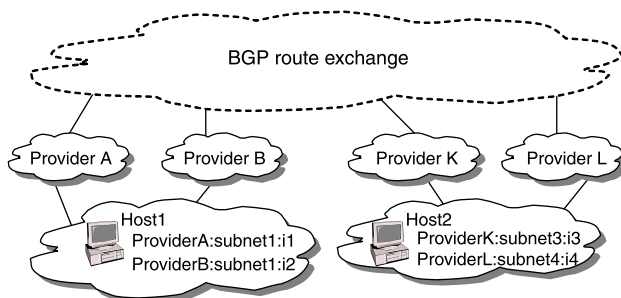 BGP route exchange
Provider A
Provider B
Provider K
Provider L
Host1
ProviderA:subnet1:i1
ProviderB:subnet1:i2
Host2
ProviderK:subnet3:i3
ProviderL:subnet4:i4